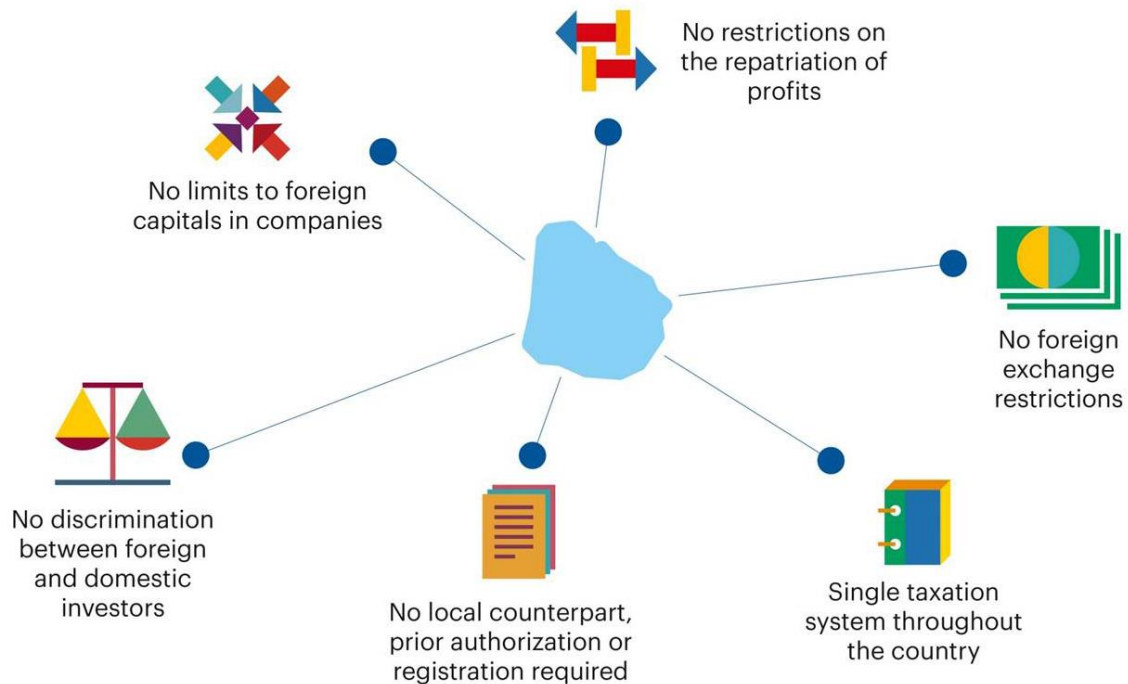 No restrictions on
the repatriation of
profits
No limits to foreign
capitals in companies
No foreign
exchange
restrictions
No discrimination
between foreign
and domestic
investors
No local counterpart,
prior authorization or
registration required
Single taxation
system throughout
the country